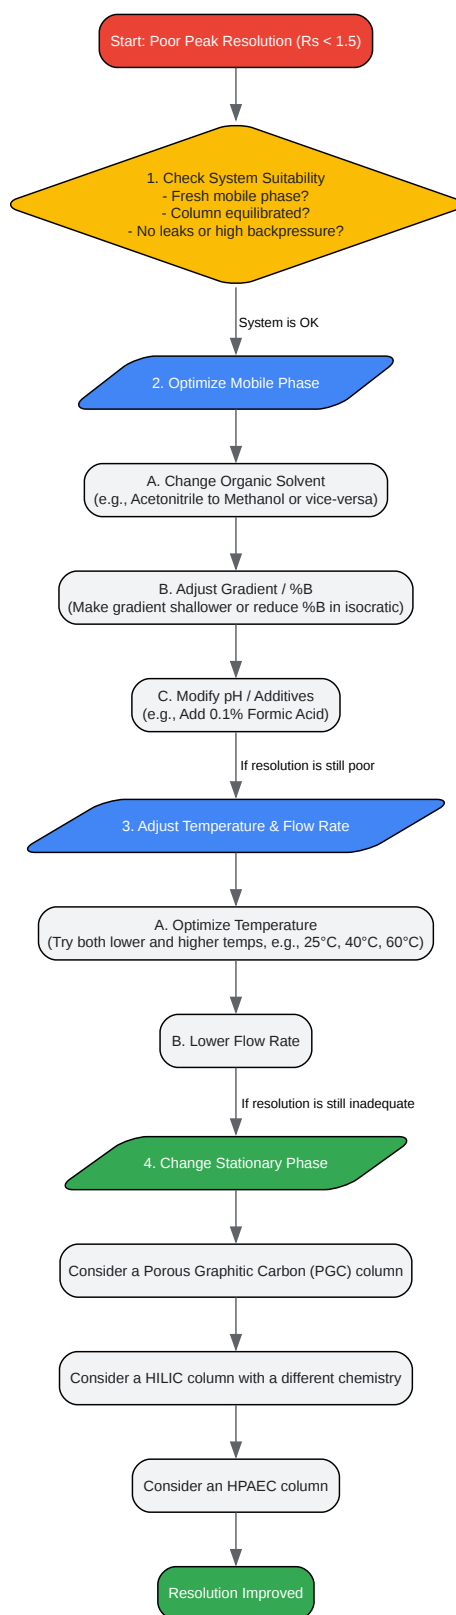 Start: Poor Peak Resolution (Rs < 1.5)
1. Check System Suitability
- Fresh mobile phase?
- Column equilibrated?
- No leaks or high backpressure?
System is OK
2. Optimize Mobile Phase
A. Change Organic Solvent
(e.g., Acetonitrile to Methanol or vice-versa)
B. Adjust Gradient / %B
(Make gradient shallower or reduce %B in isocratic)
C. Modify pH / Additives
(e.g., Add 0.1% Formic Acid)
If resolution is still poor
3. Adjust Temperature & Flow Rate
A. Optimize Temperature
(Try both lower and higher temps, e.g., 25°C, 40°C, 60°C)
B. Lower Flow Rate
If resolution is still inadequate
4. Change Stationary Phase
Consider a Porous Graphitic Carbon (PGC) column
Consider a HILIC column with a different chemistry
Consider an HPAEC column
Resolution Improved